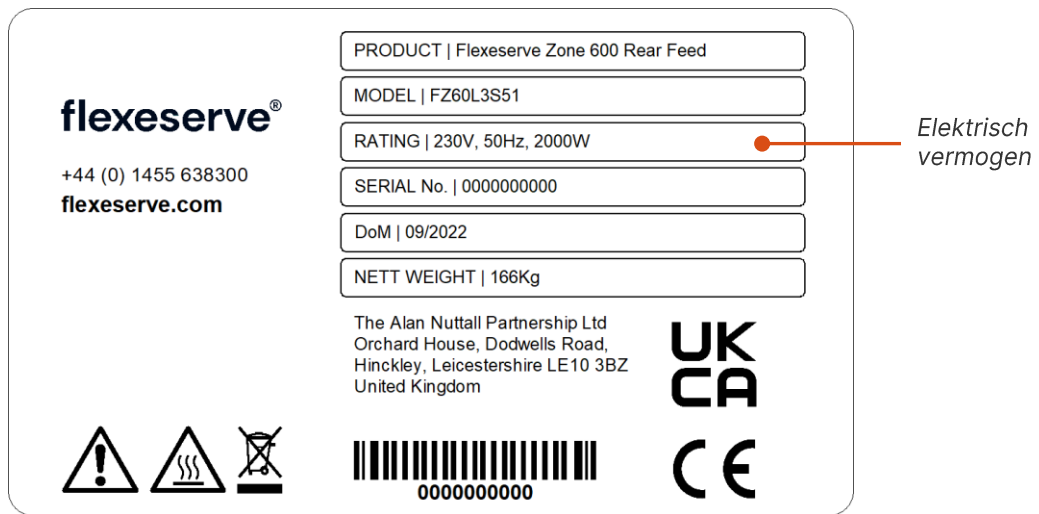 flexeserve®
+44 (0) 1455 638300
flexeserve.com
PRODUCT | Flexeserve Zone 600 Rear Feed
MODEL | FZ60L3S51
RATING | 230V, 50Hz, 2000W
SERIAL No. | 0000000000
DoM | 09/2022
NETT WEIGHT | 166Kg
Elektrisch
vermogen
The Alan Nuttall Partnership Ltd
Orchard House, Dodwells Road,
Hinckley, Leicestershire LE10 3BZ
United Kingdom
UK
CA
0000000000
CE